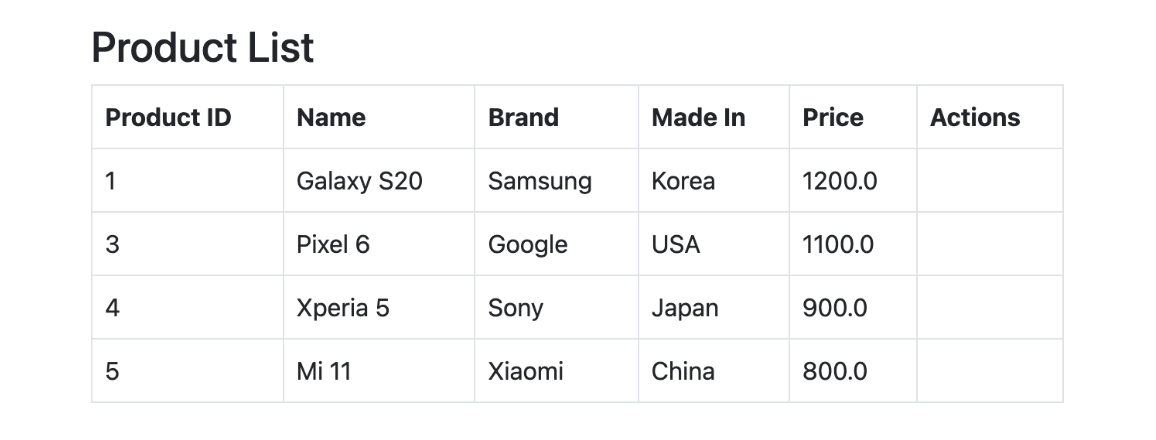 Product List
Product ID Name Brand Made In Price Actions
1 Galaxy S20 Samsung Korea 1200.0
3 Pixel 6 Google USA 1100.0
4 Xperia 5 Sony Japan 900.0
5 Mi 11 Xiaomi China 800.0